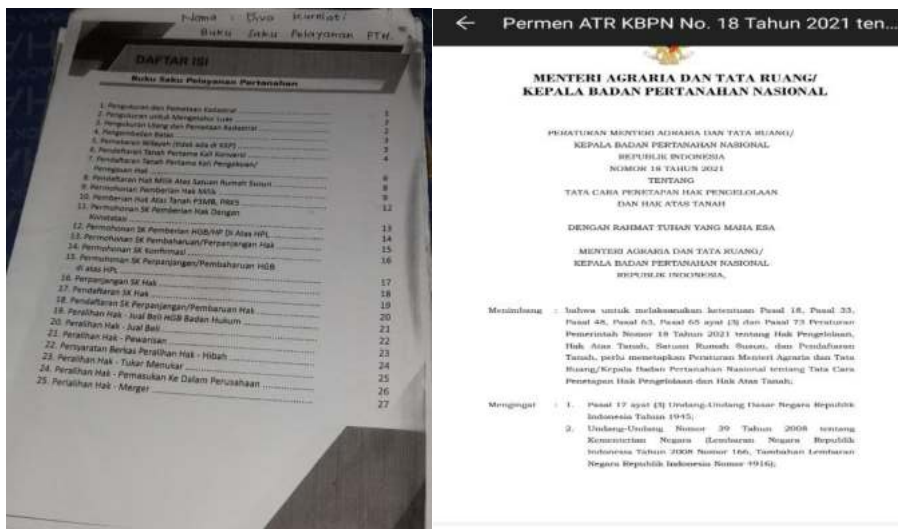 Nama : Diva Kurniati
Buku Saku Pelayanan PTN.
DAFTAR ISI
Buku Saku Pelayanan Pertanahan
1. Pengukuran dan Pemetaan Kadastral 1
2. Pengukuran untuk Mengetahui Luas
3. Pengukuran Ulang dan Pemetaan Kadastral 2
4. Pengembalian Batas
5. Pemekaran Wilayah (tidak ada di KKP)
6. Pendaftaran Tanah Pertama Kali Konversi
7. Pendaftaran Tanah Pertama Kali Pengakuan/
Penegasan Hak 6
8. Pendaftaran Hak Milik Atas Satuan Rumah Susun 8
9. Permohonan Pemberian Hak Milik 9
10. Pemberian Hak Atas Tanah P3MB, PRK5 12
11. Permohonan SK Pemberian Hak Dengan
Konstatasi 13
12. Permohonan SK Pemberian HGB/HP Di Atas HPL 14
13. Permohonan SK Pembaharuan/Perpanjangan Hak 15
14. Permohonan SK Konfirmasi 16
15. Permohonan SK Perpanjangan/Pembaharuan HGB
di atas HPL 17
16. Perpanjangan SK Hak 18
17. Pendaftaran SK Hak 19
18. Pendaftaran SK Perpanjangan/Pembaruan Hak 20
19. Peralihan Hak - Jual Beli HGB Badan Hukum 21
20. Peralihan Hak - Jual Beli 22
21. Peralihan Hak - Pewarisan 23
22. Persyaratan Berkas Peralihan Hak - Hibah 24
23. Peralihan Hak - Tukar Menukar 25
24. Peralihan Hak - Pemasukan Ke Dalam Perusahaan 26
25. Perlalihan Hak - Merger 27
← Permen ATR KBPN No. 18 Tahun 2021 ten...
MENTERI AGRARIA DAN TATA RUANG/
KEPALA BADAN PERTANAHAN NASIONAL
PERATURAN MENTERI AGRARIA DAN TATA RUANG/
KEPALA BADAN PERTANAHAN NASIONAL
REPUBLIK INDONESIA
NOMOR 18 TAHUN 2021
TENTANG
TATA CARA PENETAPAN HAK PENGELOLAAN
DAN HAK ATAS TANAH
DENGAN RAHMAT TUHAN YANG MAHA ESA
MENTERI AGRARIA DAN TATA RUANG/
KEPALA BADAN PERTANAHAN NASIONAL
REPUBLIK INDONESIA,
Menimbang : bahwa untuk melaksanakan ketentuan Pasal 18, Pasal 33,
Pasal 48, Pasal 63, Pasal 65 ayat (3) dan Pasal 73 Peraturan
Pemerintah Nomor 18 Tahun 2021 tentang Hak Pengelolaan,
Hak Atas Tanah, Satuan Rumah Susun, dan Pendaftaran
Tanah, perlu menetapkan Peraturan Menteri Agraria dan Tata
Ruang/Kepala Badan Pertanahan Nasional tentang Tata Cara
Penetapan Hak Pengelolaan dan Hak Atas Tanah;
Mengingat : 1. Pasal 17 ayat (3) Undang-Undang Dasar Negara Republik
Indonesia Tahun 1945;
2. Undang-Undang Nomor 39 Tahun 2008 tentang
Kementerian Negara (Lembaran Negara Republik
Indonesia Tahun 2008 Nomor 166, Tambahan Lembaran
Negara Republik Indonesia Nomor 4916);